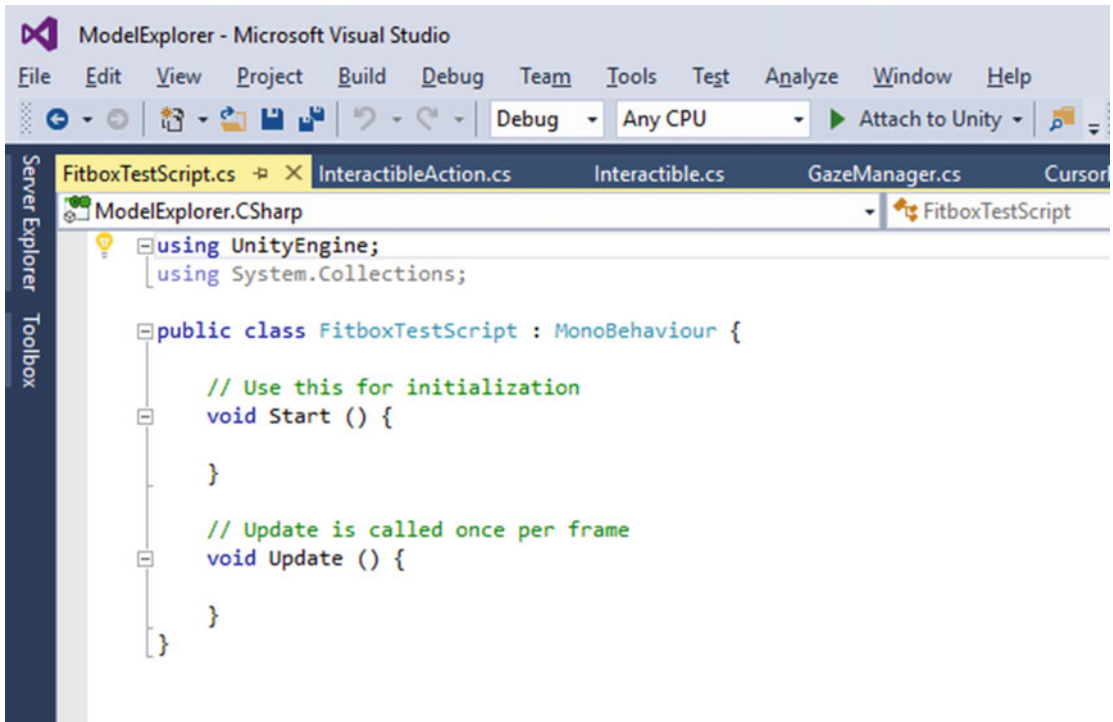 ModelExplorer - Microsoft Visual Studio
File Edit View Project Build Debug Team Tools Test Analyze Window Help
Debug Any CPU Attach to Unity
Server Explorer
Toolbox
FitboxTestScript.cs InteractibleAction.cs Interactible.cs GazeManager.cs
ModelExplorer.CSharp FitboxTestScript
using UnityEngine;
using System.Collections;
public class FitboxTestScript : MonoBehaviour {
// Use this for initialization
void Start () {
}
// Update is called once per frame
void Update () {
}
}